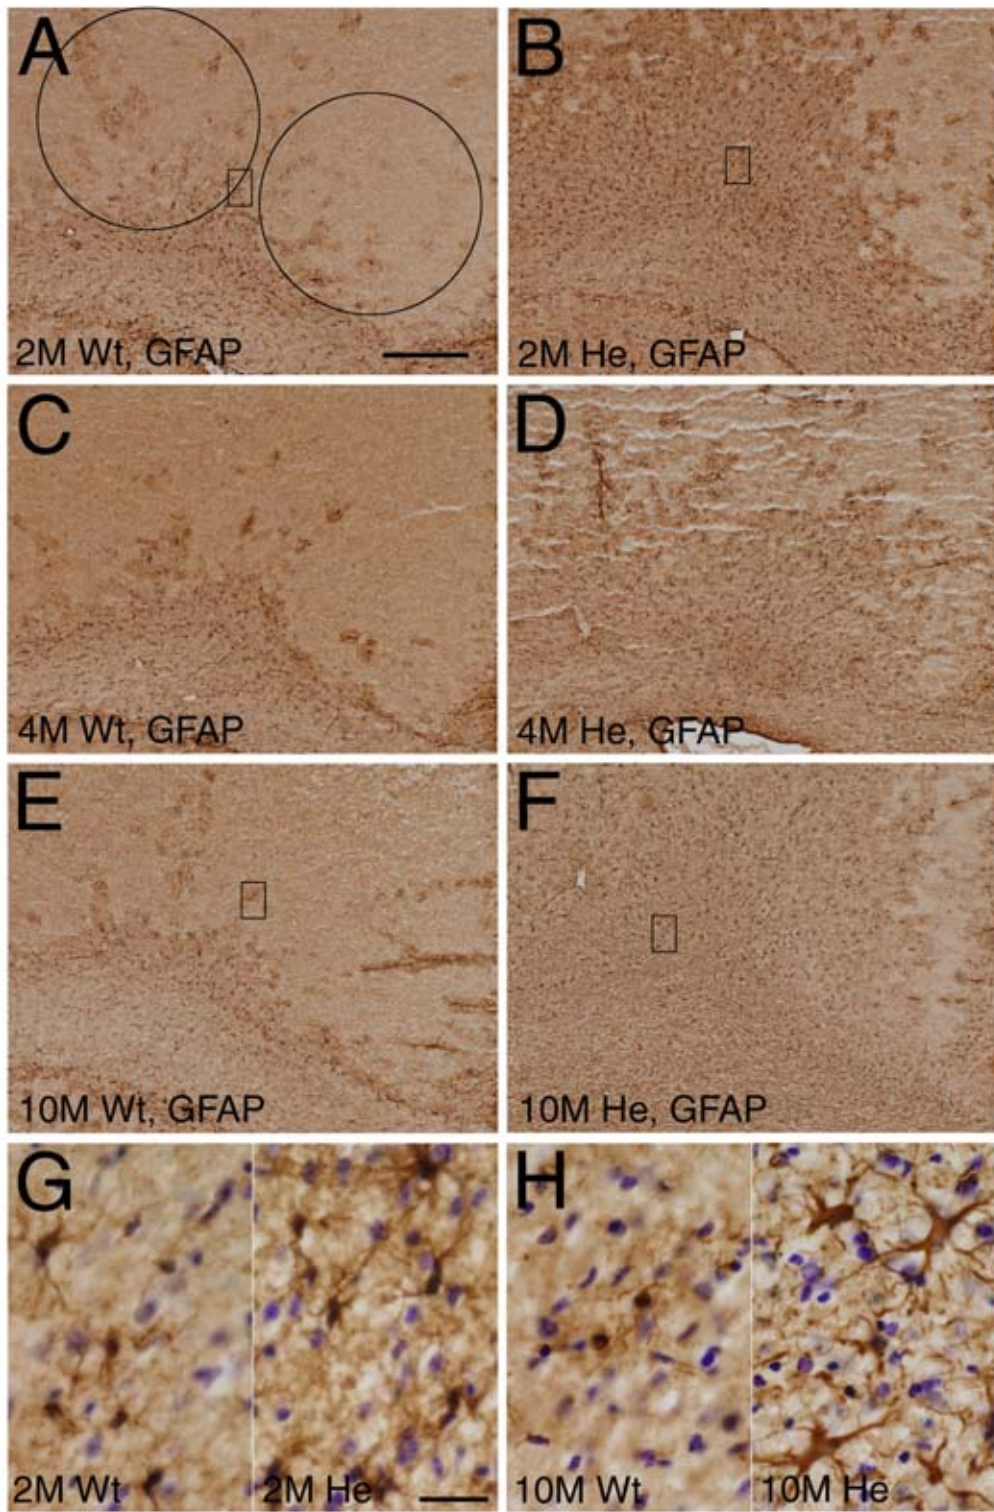 A
B
2M Wt, GFAP
2M He, GFAP
C
D
4M Wt, GFAP
4M He, GFAP
E
F
10M Wt, GFAP
10M He, GFAP
G
H
2M Wt
2M He
10M Wt
10M He